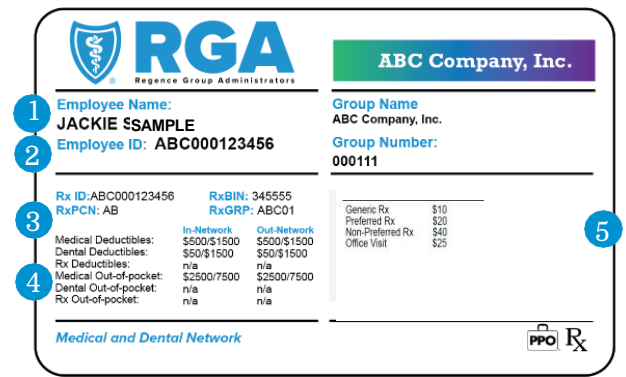 RGA
Regence Group Administrators
ABC Company, Inc.
1
Employee Name:
JACKIE SSAMPLE
2
Employee ID: ABC000123456
Group Name
ABC Company, Inc.
Group Number:
000111
3
Rx ID:ABC000123456 RxBIN: 345555
RxPCN: AB RxGRP: ABC01
In-Network Out-Network
Medical Deductibles: $500/$1500 $500/$1500
Dental Deductibles: $50/$1500 $50/$1500
Rx Deductibles: n/a n/a
4
Medical Out-of-pocket: $2500/7500 $2500/7500
Dental Out-of-pocket: n/a n/a
Rx Out-of-pocket: n/a n/a
Generic Rx $10
Preferred Rx $20
Non-Preferred Rx $40
Office Visit $25
5
Medical and Dental Network
PPO Rx